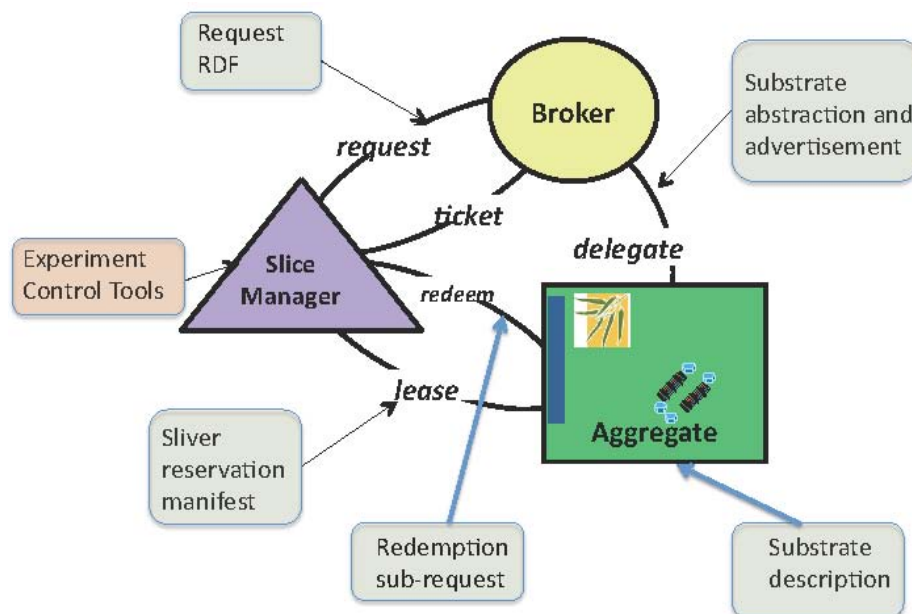 Request
RDF
Broker
Substrate
abstraction and
advertisement
request
ticket
delegate
Experiment
Control Tools
Slice
Manager
redeem
lease
Aggregate
Sliver
reservation
manifest
Redemption
sub-request
Substrate
description